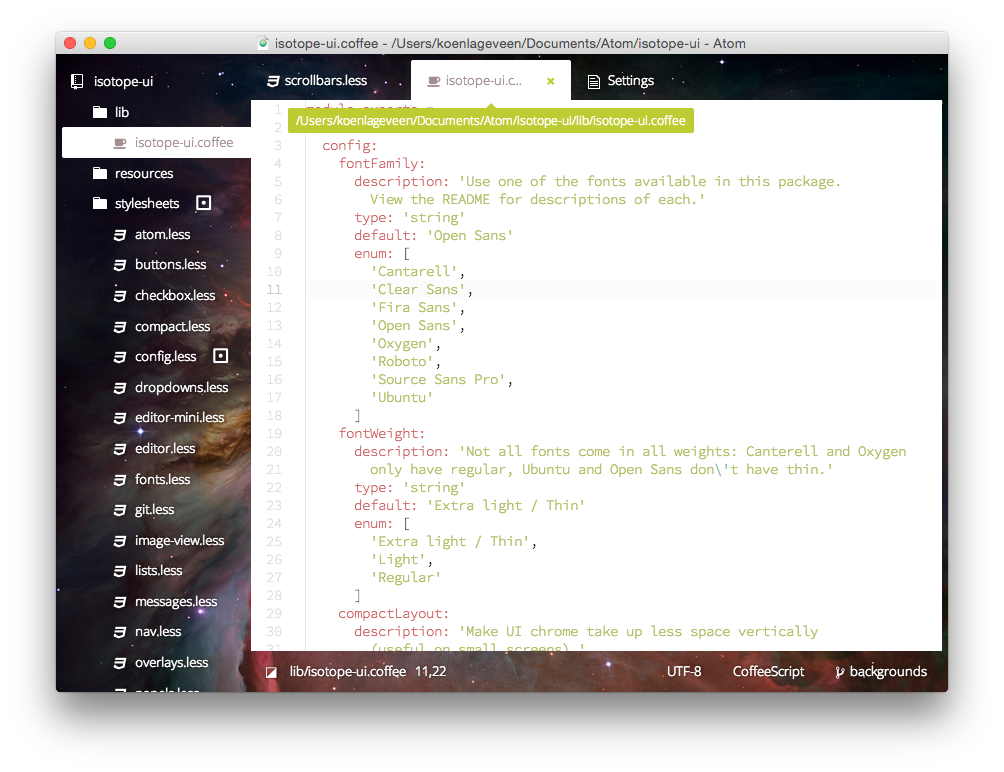 isotope-ui.coffee - /Users/koenlageveen/Documents/Atom/isotope-ui - Atom
isotope-ui
lib
isotope-ui.coffee
resources
stylesheets
atom.less
buttons.less
checkbox.less
compact.less
config.less
dropdowns.less
editor-mini.less
editor.less
fonts.less
git.less
image-view.less
lists.less
messages.less
nav.less
overlays.less
panels.less
scrollbars.less
isotope-ui.c...
Settings
/Users/koenlageveen/Documents/Atom/isotope-ui/lib/isotope-ui.coffee
1 module.exports =
2
3 config:
4 fontFamily:
5 description: 'Use one of the fonts available in this package.
6 View the README for descriptions of each.'
7 type: 'string'
8 default: 'Open Sans'
9 enum: [
10 'Cantarell',
11 'Clear Sans',
12 'Fira Sans',
13 'Open Sans',
14 'Oxygen',
15 'Roboto',
16 'Source Sans Pro',
17 'Ubuntu'
18 ]
19 fontWeight:
20 description: 'Not all fonts come in all weights: Canterell and Oxygen
21 only have regular, Ubuntu and Open Sans don\'t have thin.'
22 type: 'string'
23 default: 'Extra light / Thin'
24 enum: [
25 'Extra light / Thin',
26 'Light',
27 'Regular'
28 ]
29 compactLayout:
30 description: 'Make UI chrome take up less space vertically
31 (useful on small screens).'
lib/isotope-ui.coffee 11,22
UTF-8
CoffeeScript
backgrounds